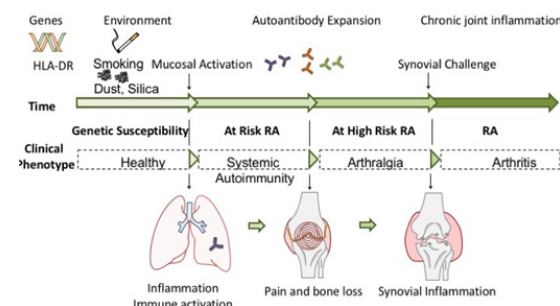 Genes
Environment
Autoantibody Expansion
Chronic joint inflammation
HLA-DR
Smoking
Mucosal Activation
Synovial Challenge
Dust, Silica
Time
Genetic Susceptibility
At Risk RA
At High Risk RA
RA
Clinical
Phenotype
Healthy
Systemic
Autoimmunity
Arthralgia
Arthritis
Inflammation
Immune activation
Pain and bone loss
Synovial Inflammation